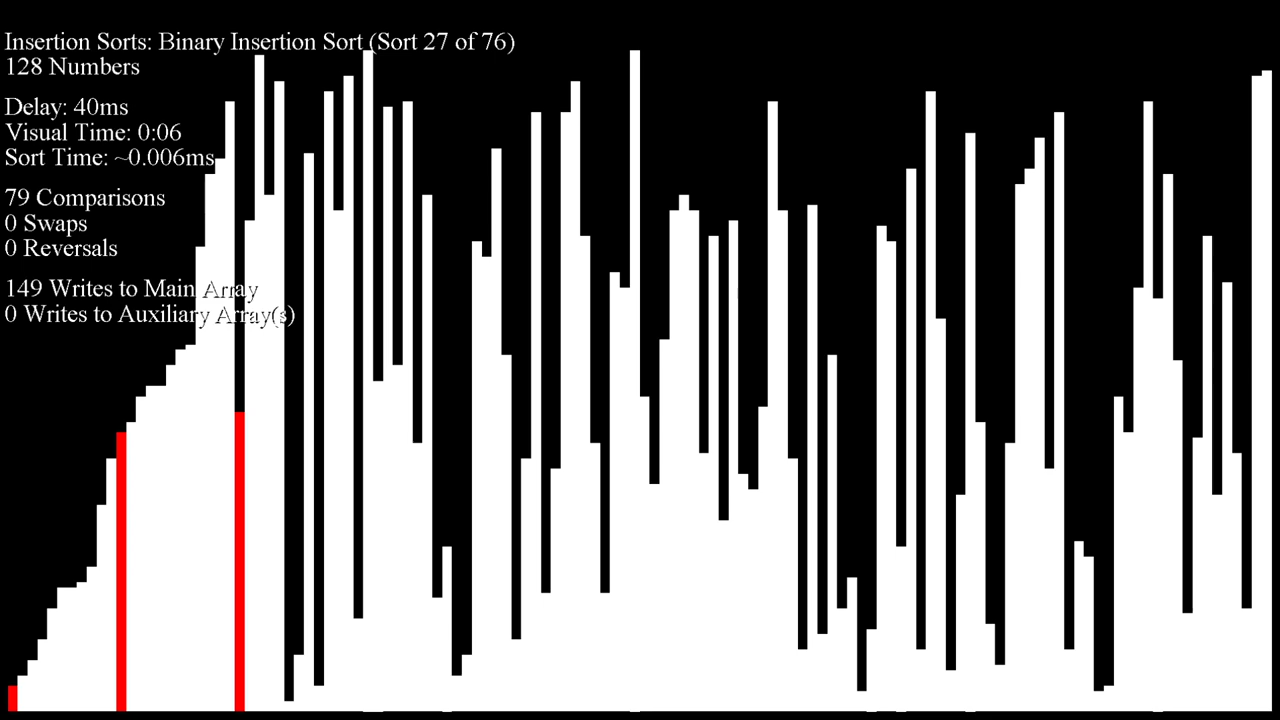 Insertion Sorts: Binary Insertion Sort (Sort 27 of 76)
128 Numbers
Delay: 40ms
Visual Time: 0:06
Sort Time: ~0.006ms
79 Comparisons
0 Swaps
0 Reversals
149 Writes to Main Array
0 Writes to Auxiliary Array(s)